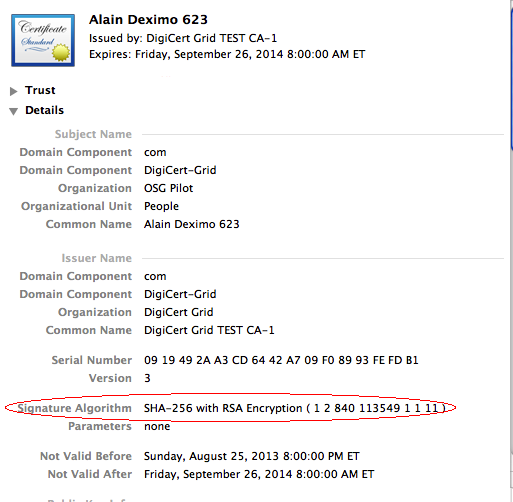 Certificate
Standard
Alain Deximo 623
Issued by: DigiCert Grid TEST CA-1
Expires: Friday, September 26, 2014 8:00:00 AM ET
Trust
Details
Subject Name
Domain Component com
Domain Component DigiCert-Grid
Organization OSG Pilot
Organizational Unit People
Common Name Alain Deximo 623
Issuer Name
Domain Component com
Domain Component DigiCert-Grid
Organization DigiCert Grid
Common Name DigiCert Grid TEST CA-1
Serial Number 09 19 49 2A A3 CD 64 42 A7 09 F0 89 93 FE FD B1
Version 3
Signature Algorithm SHA-256 with RSA Encryption ( 1 2 840 113549 1 1 11 )
Parameters none
Not Valid Before Sunday, August 25, 2013 8:00:00 PM ET
Not Valid After Friday, September 26, 2014 8:00:00 AM ET